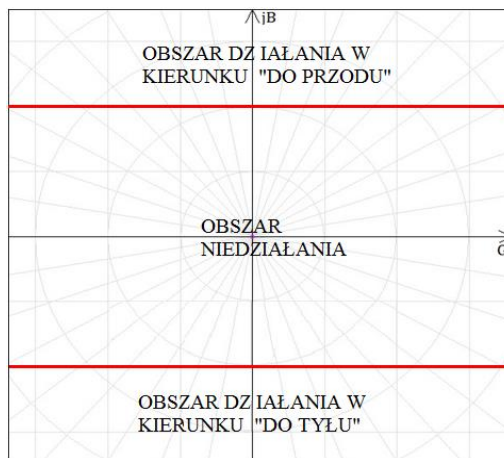 jB
OBSZAR DZ IAŁANIA W
KIERUNKU "DO PRZODU"
OBSZAR
NIEDZIAŁANIA
G
OBSZAR DZ IAŁANIA W
KIERUNKU "DO TYŁU"